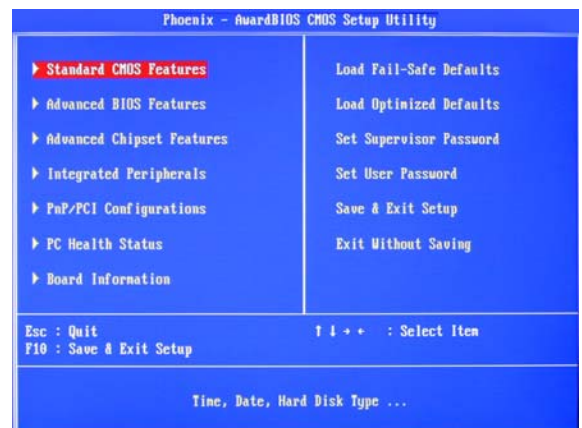 Phoenix - AwardBIOS CMOS Setup Utility
Standard CMOS Features
Advanced BIOS Features
Advanced Chipset Features
Integrated Peripherals
PnP/PCI Configurations
PC Health Status
Board Information
Load Fail-Safe Defaults
Load Optimized Defaults
Set Supervisor Password
Set User Password
Save & Exit Setup
Exit Without Saving
Esc : Quit
F10 : Save & Exit Setup
↑ ↓ → ← : Select Item
Time, Date, Hard Disk Type ...